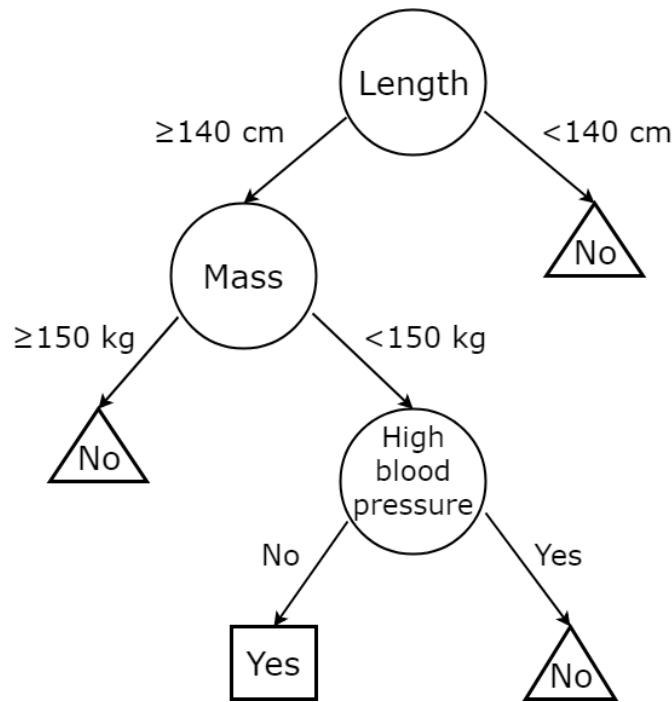 Length
≥140 cm
<140 cm
No
Mass
≥150 kg
<150 kg
No
High
blood
pressure
No
Yes
Yes
No